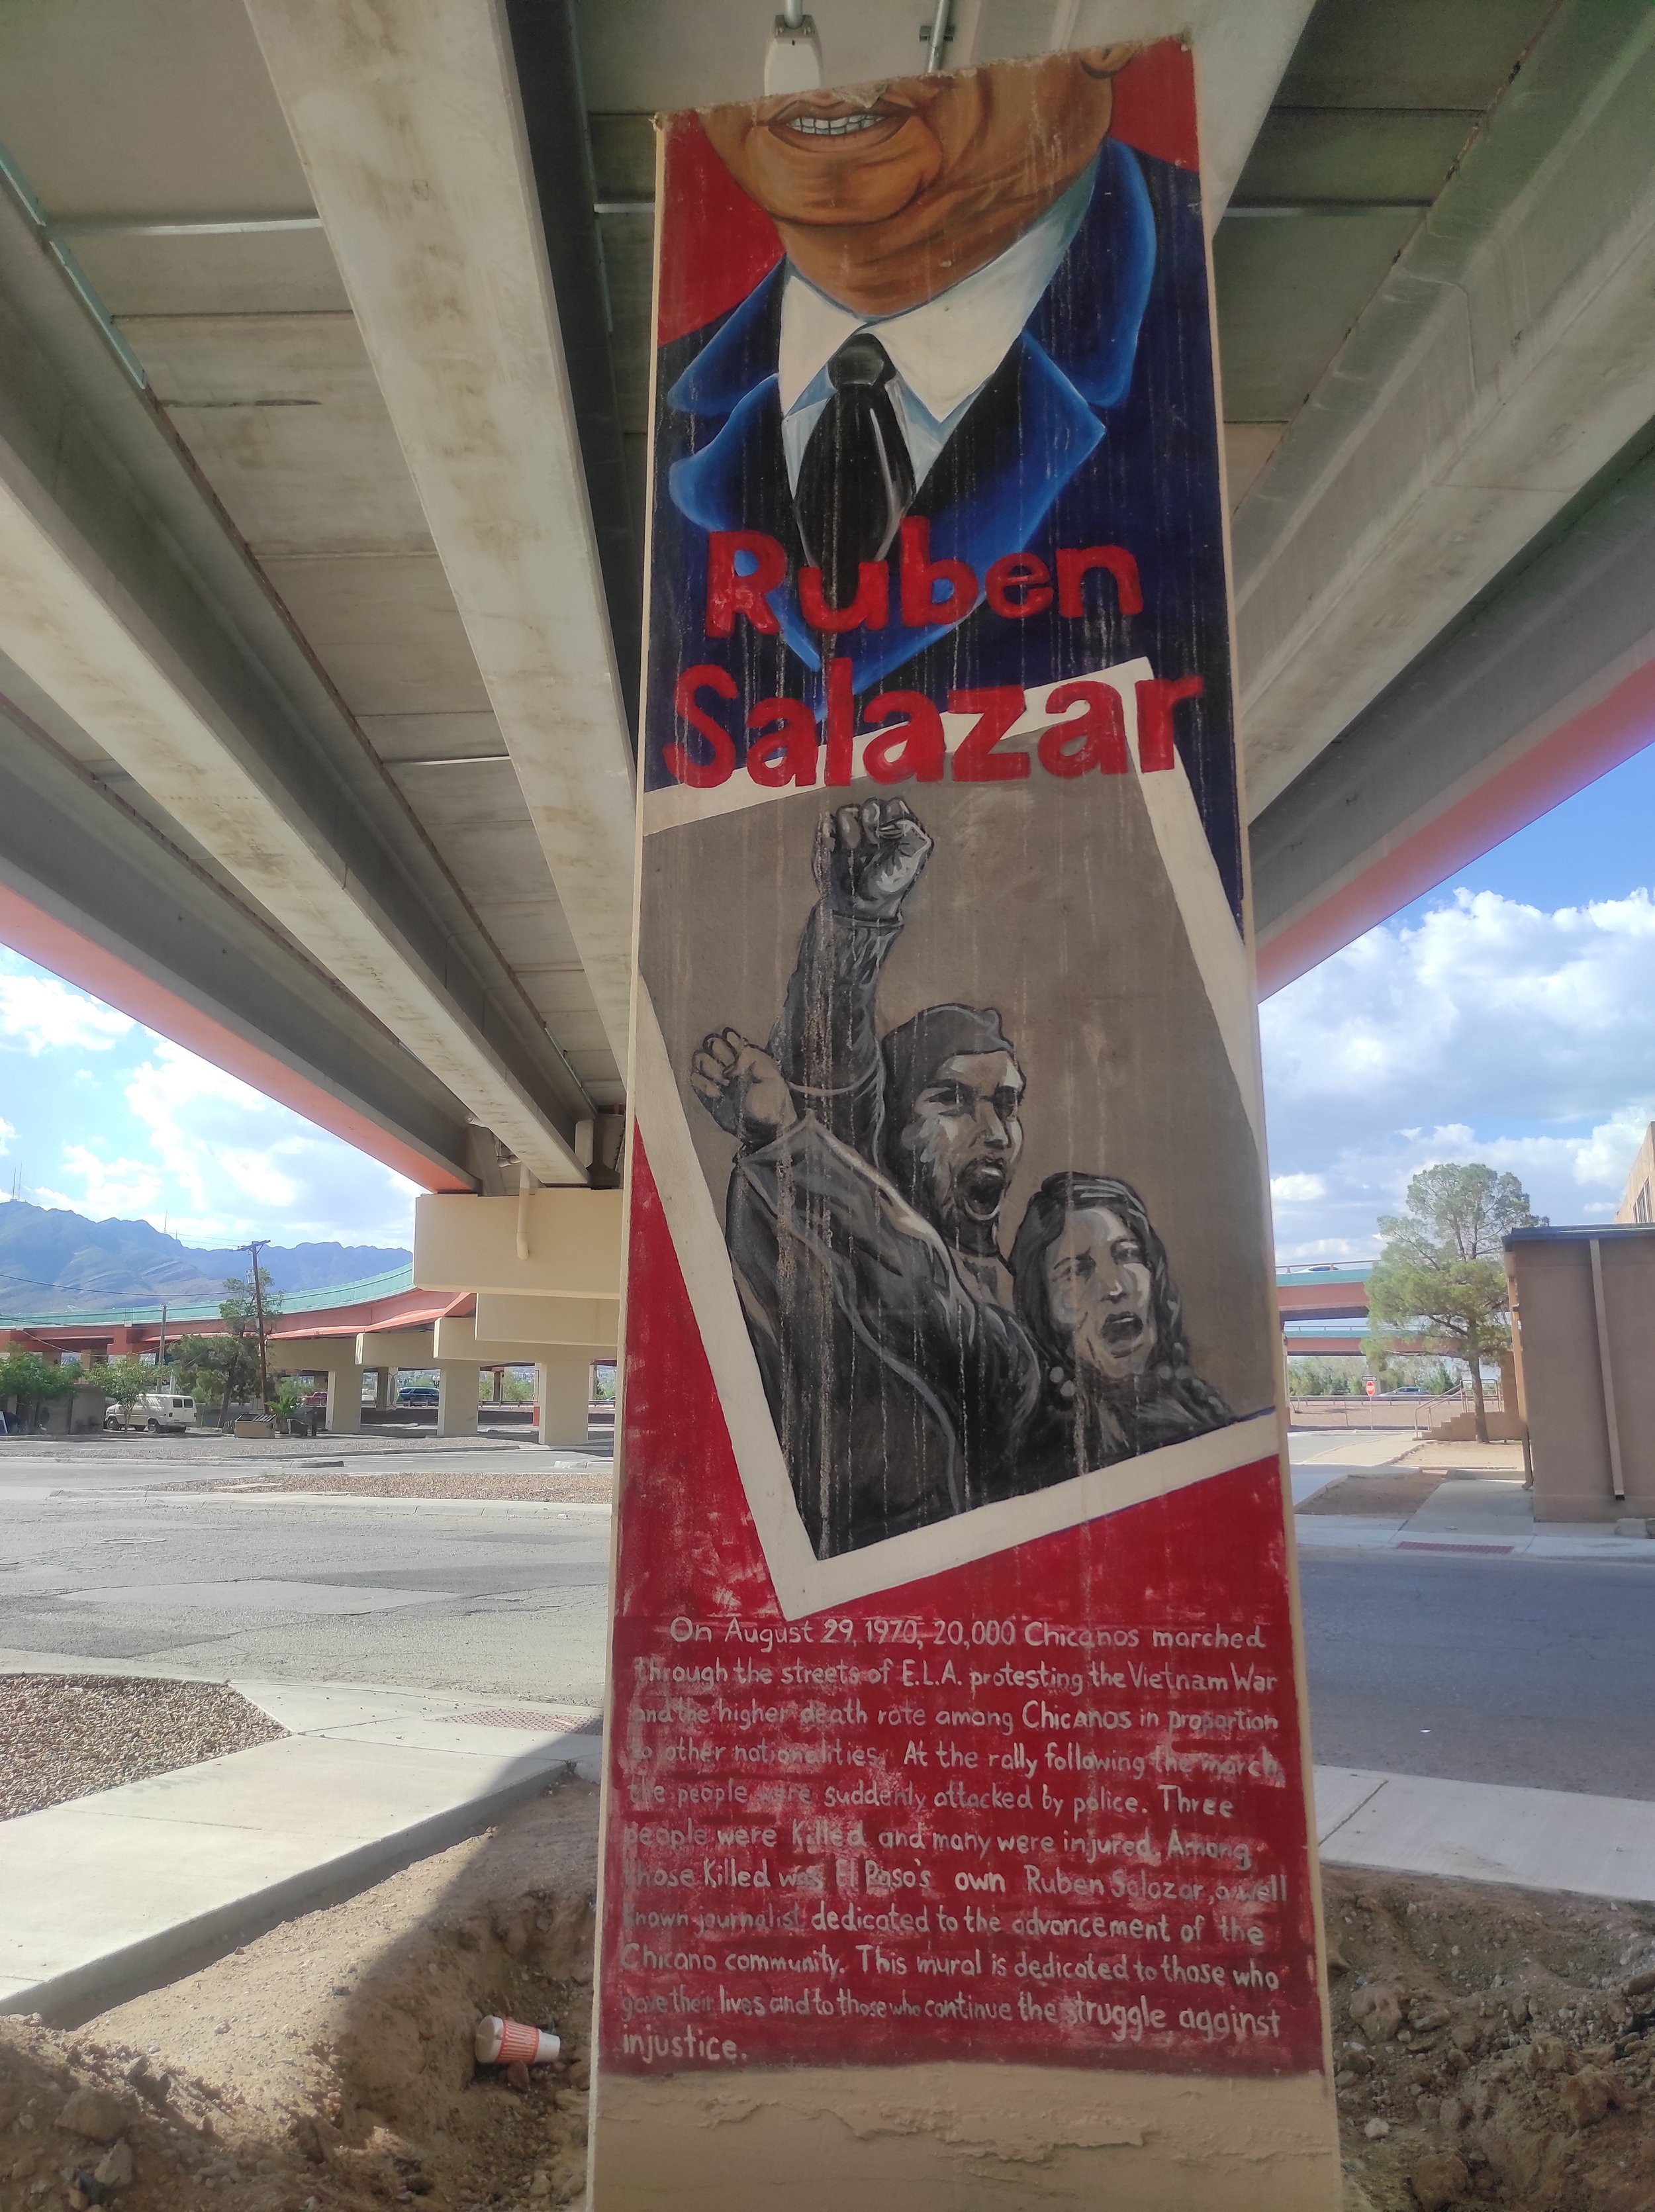 Ruben
Salazar
On August 29, 1970, 20,000 Chicanos marched
through the streets of E.L.A. protesting the Vietnam War
and the higher death rate among Chicanos in proportion
to other nationalities. At the rally following the march,
the people were suddenly attacked by police. Three
people were Killed and many were injured. Among
those Killed was El Paso's own Ruben Salazar, a well
known journalist dedicated to the advancement of the
Chicano community. This mural is dedicated to those who
gave their lives and to those who continue the struggle against
injustice.